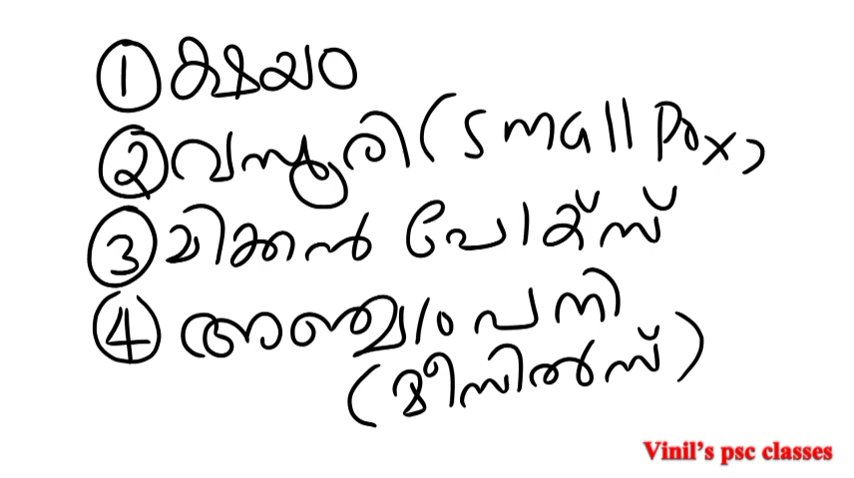 ① ക്ഷയം
② വസൂരി (small Pox)
③ ചിക്കൻ പോക്സ്
④ അഞ്ചാംപനി
(മീസിൽസ്)
Vinil's psc classes